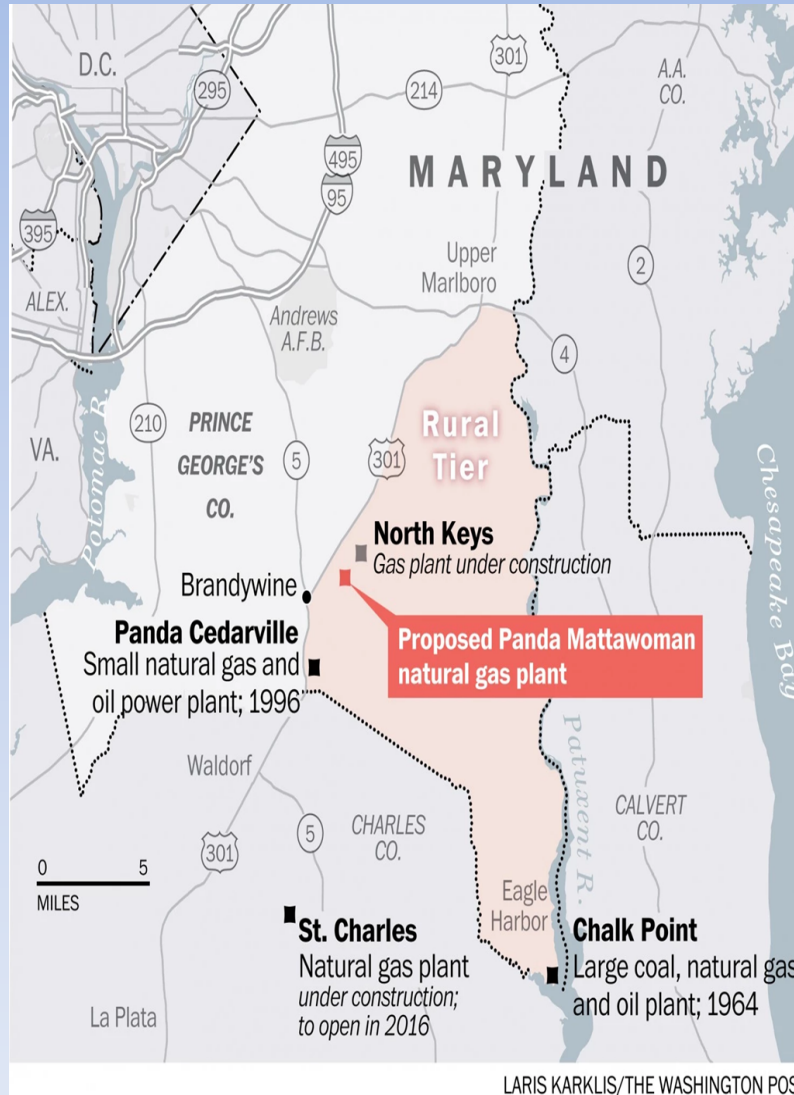 D.C.
295
301
214
A.A.
CO.
495
95
MARYLAND
395
Upper
Marlboro
2
ALEX.
Andrews
A.F.B.
4
210
PRINCE
GEORGE'S
CO.
5
301
Rural
Tier
VA.
Potomac R.
Chesapeake Bay
North Keys
Gas plant under construction
Brandywine
Proposed Panda Mattawoman
natural gas plant
Panda Cedarville
Small natural gas and
oil power plant; 1996
Patuxent R.
Waldorf
5
CHARLES
CO.
CALVERT
CO.
301
0 5
MILES
Eagle
Harbor
St. Charles
Natural gas plant
under construction;
to open in 2016
Chalk Point
Large coal, natural gas
and oil plant; 1964
La Plata
LARIS KARKLIS/THE WASHINGTON POS